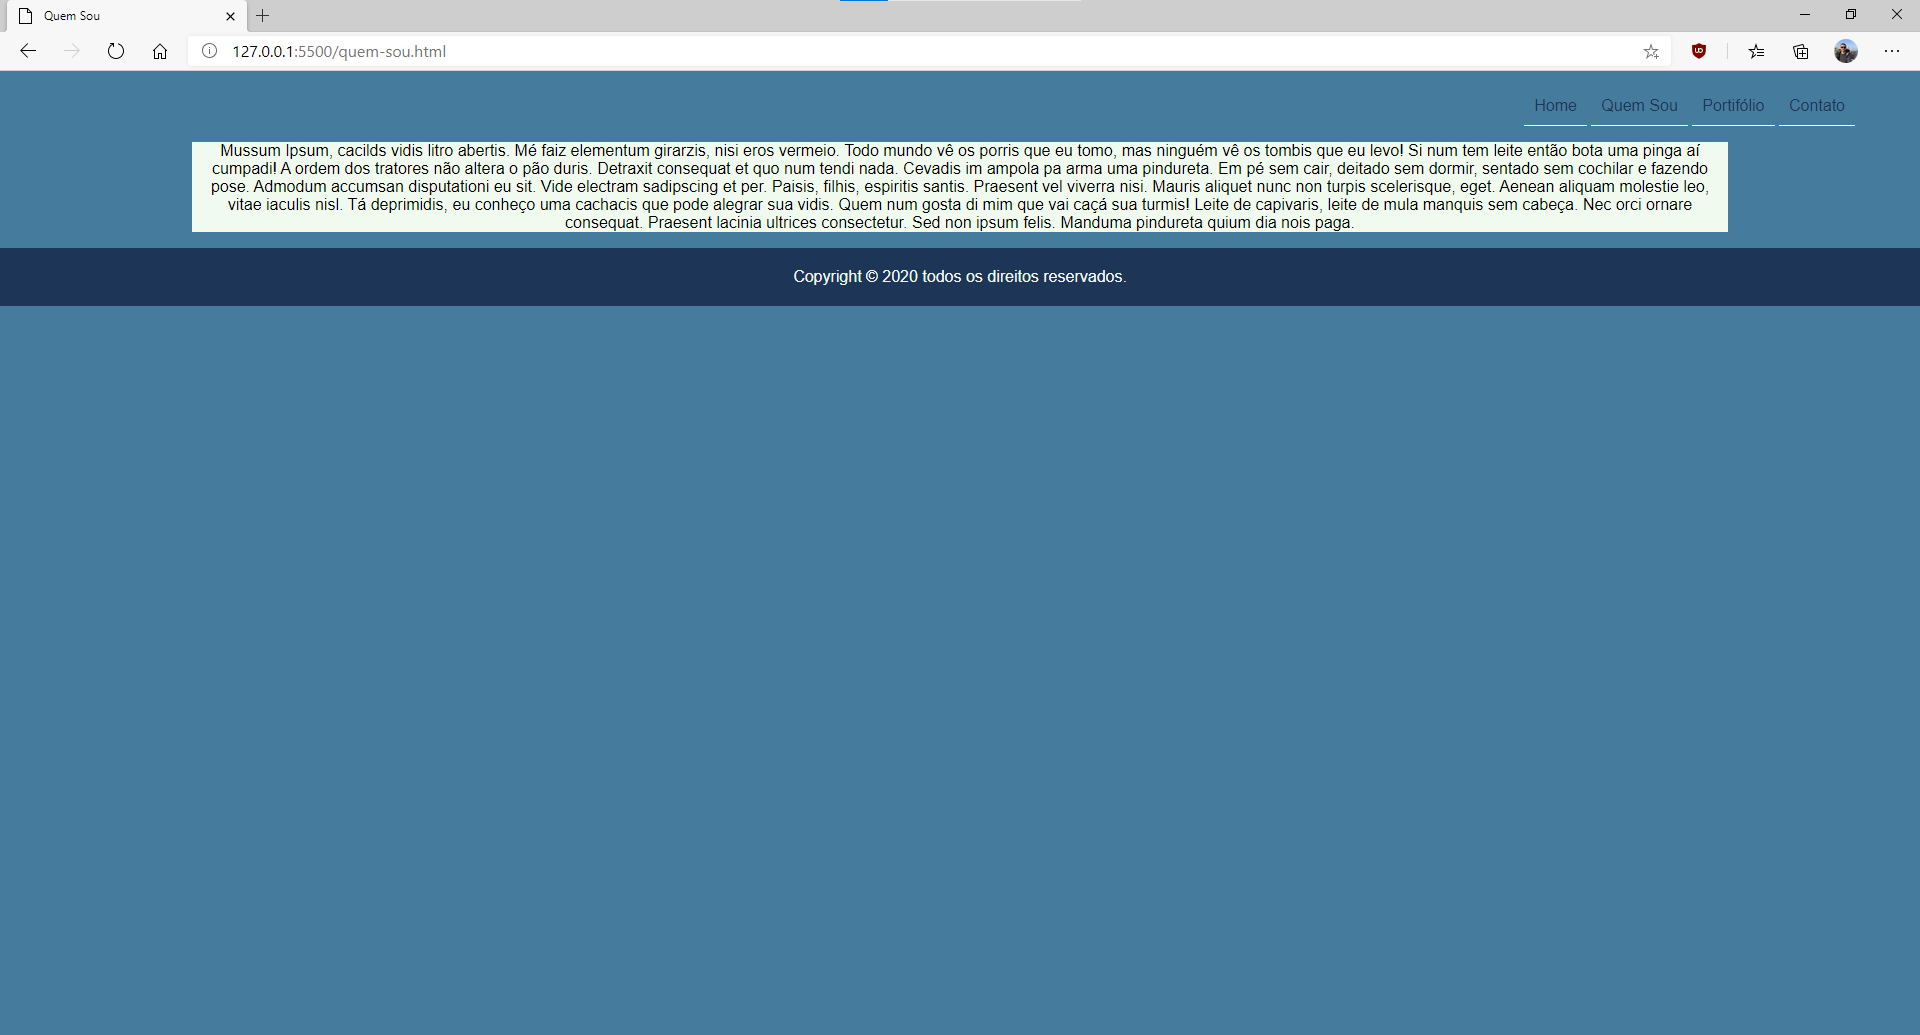 Quem Sou
127.0.0.1:5500/quem-sou.html
Home Quem Sou Portifólio Contato
Mussum Ipsum, cacilds vidis litro abertis. Mé faiz elementum girarzis, nisi eros vermeio. Todo mundo vê os porris que eu tomo, mas ninguém vê os tombis que eu levo! Si num tem leite então bota uma pinga aí
cumpadi! A ordem dos tratores não altera o pão duris. Detraxit consequat et quo num tendi nada. Cevadis im ampola pa arma uma pindureta. Em pé sem cair, deitado sem dormir, sentado sem cochilar e fazendo
pose. Admodum accumsan disputationi eu sit. Vide electram sadipscing et per. Paisis, filhis, espiritis santis. Praesent vel viverra nisi. Mauris aliquet nunc non turpis scelerisque, eget. Aenean aliquam molestie leo,
vitae iaculis nisl. Tá deprimidis, eu conheço uma cachacis que pode alegrar sua vidis. Quem num gosta di mim que vai caçá sua turmis! Leite de capivaris, leite de mula manquis sem cabeça. Nec orci ornare
consequat. Praesent lacinia ultrices consectetur. Sed non ipsum felis. Manduma pindureta quium dia nois paga.
Copyright © 2020 todos os direitos reservados.